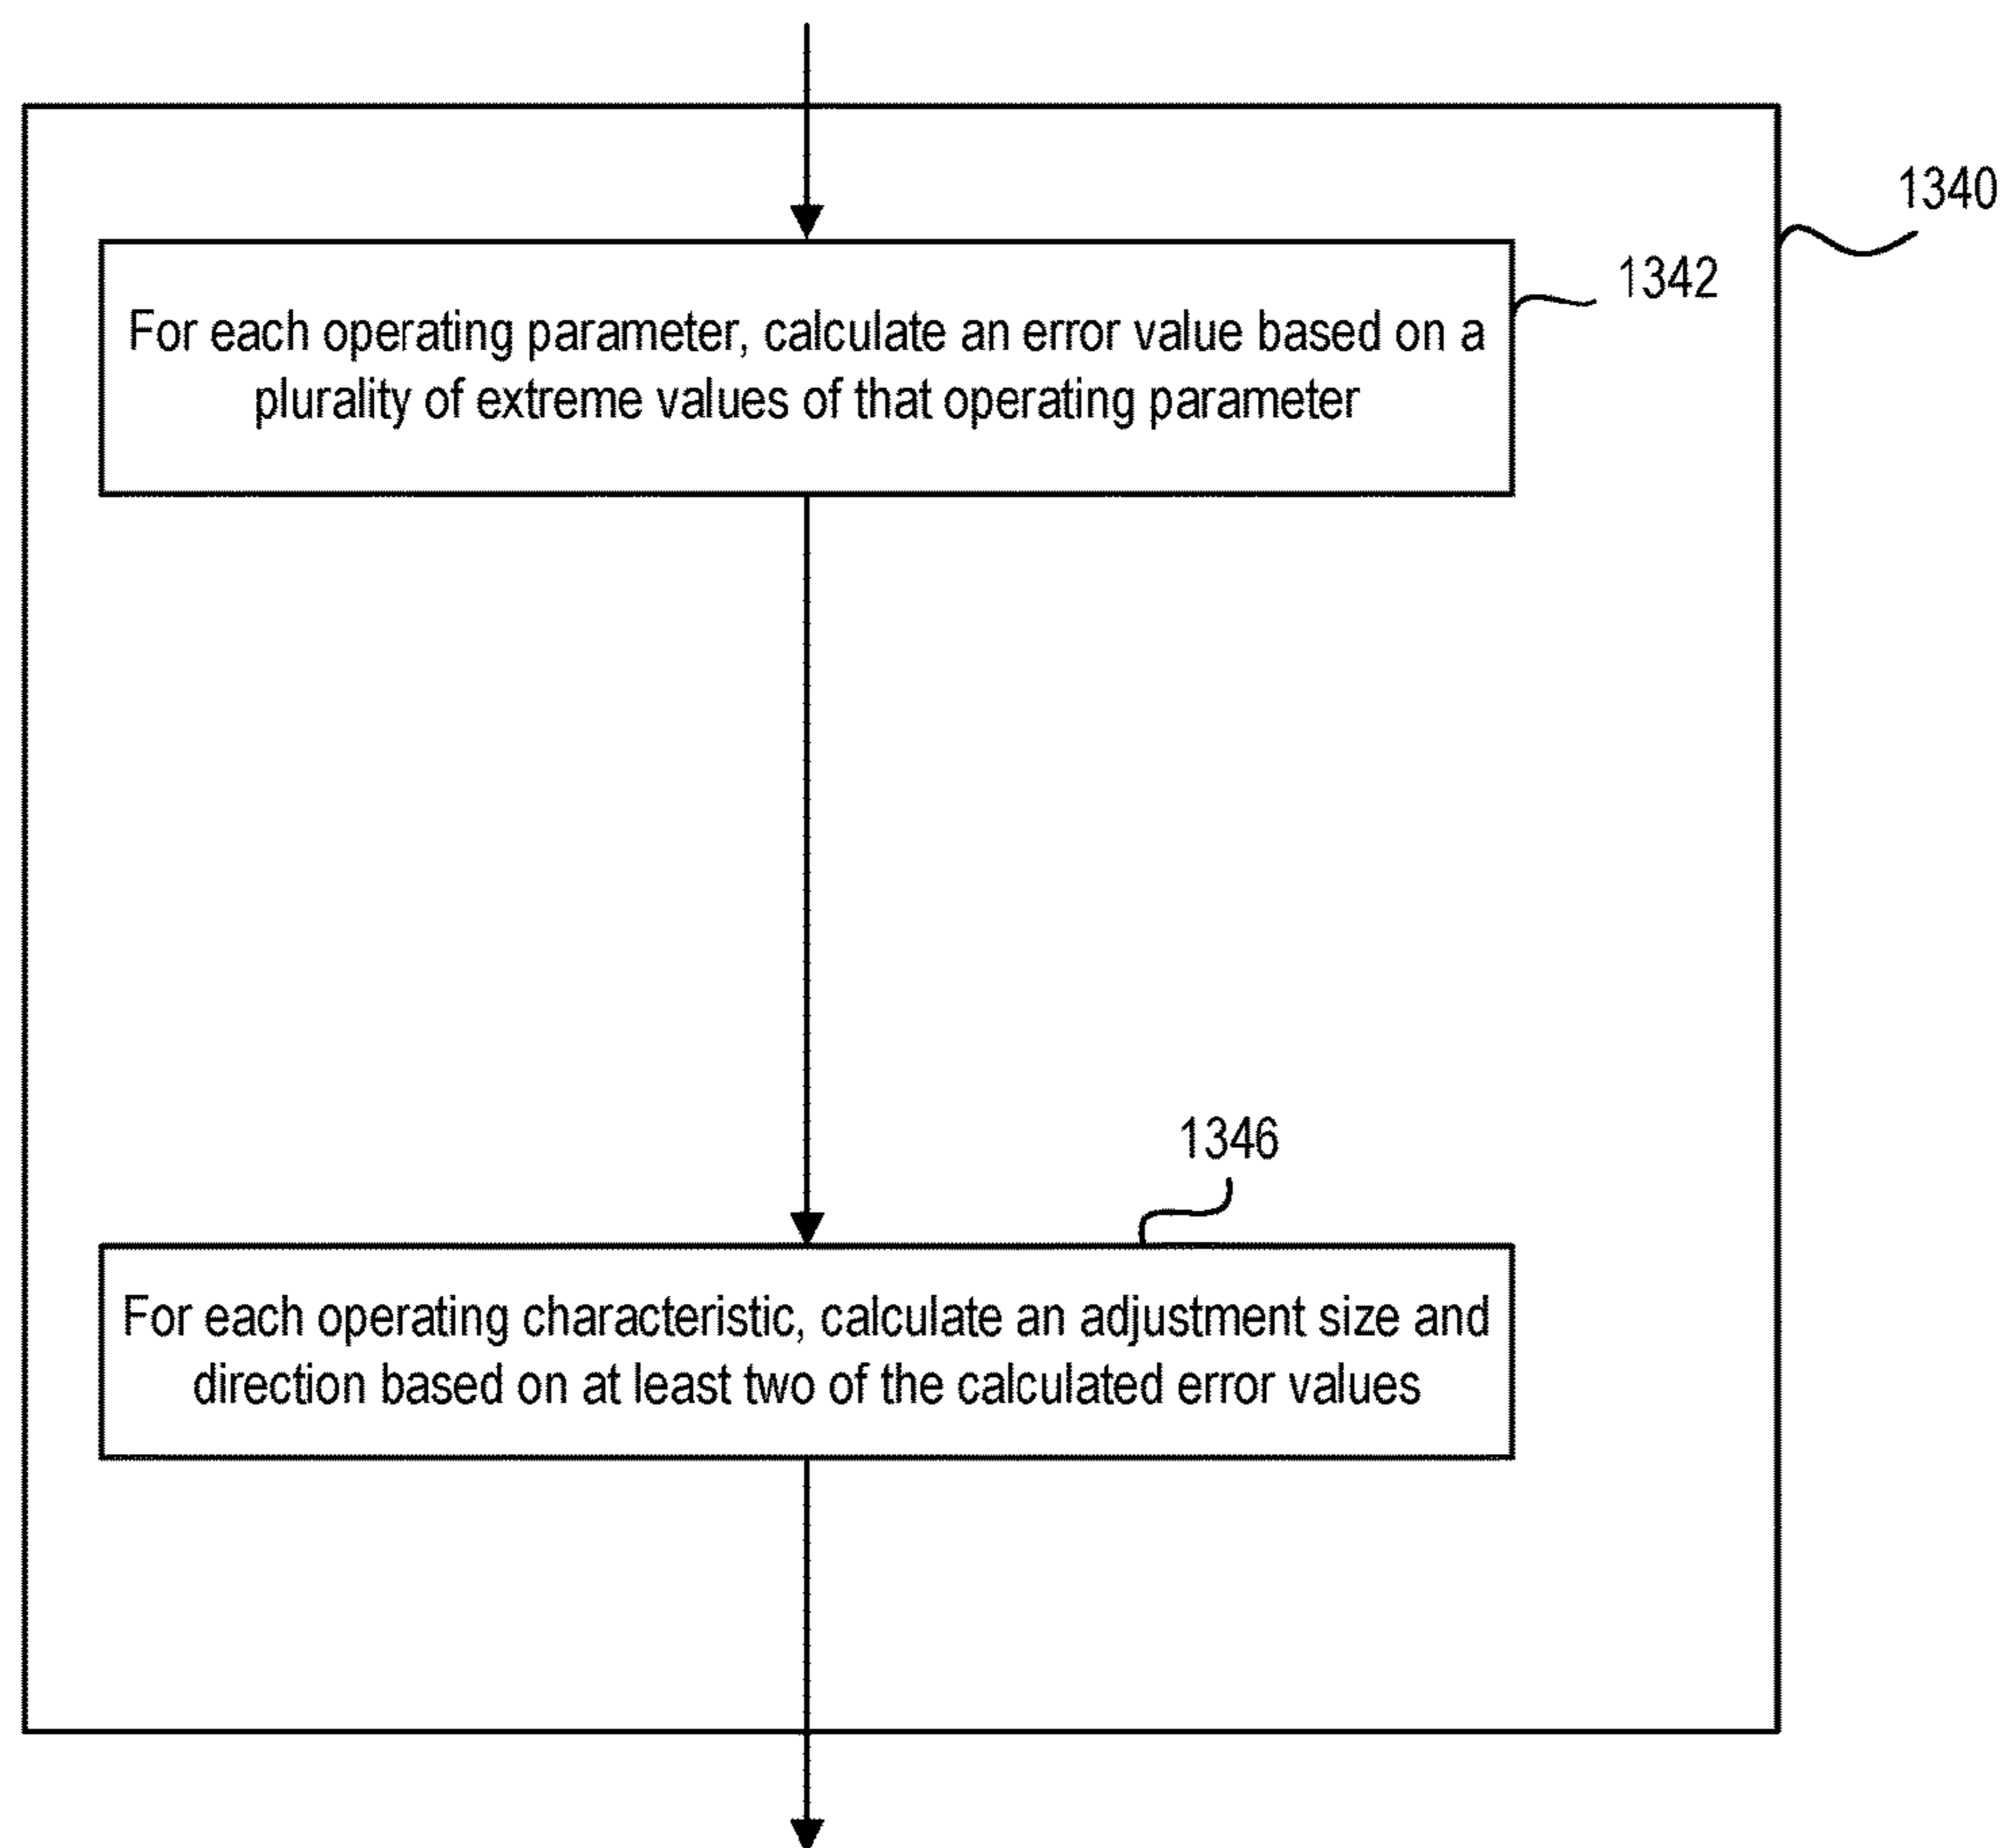 1340
1342
For each operating parameter, calculate an error value based on a
plurality of extreme values of that operating parameter
1346
For each operating characteristic, calculate an adjustment size and
direction based on at least two of the calculated error values